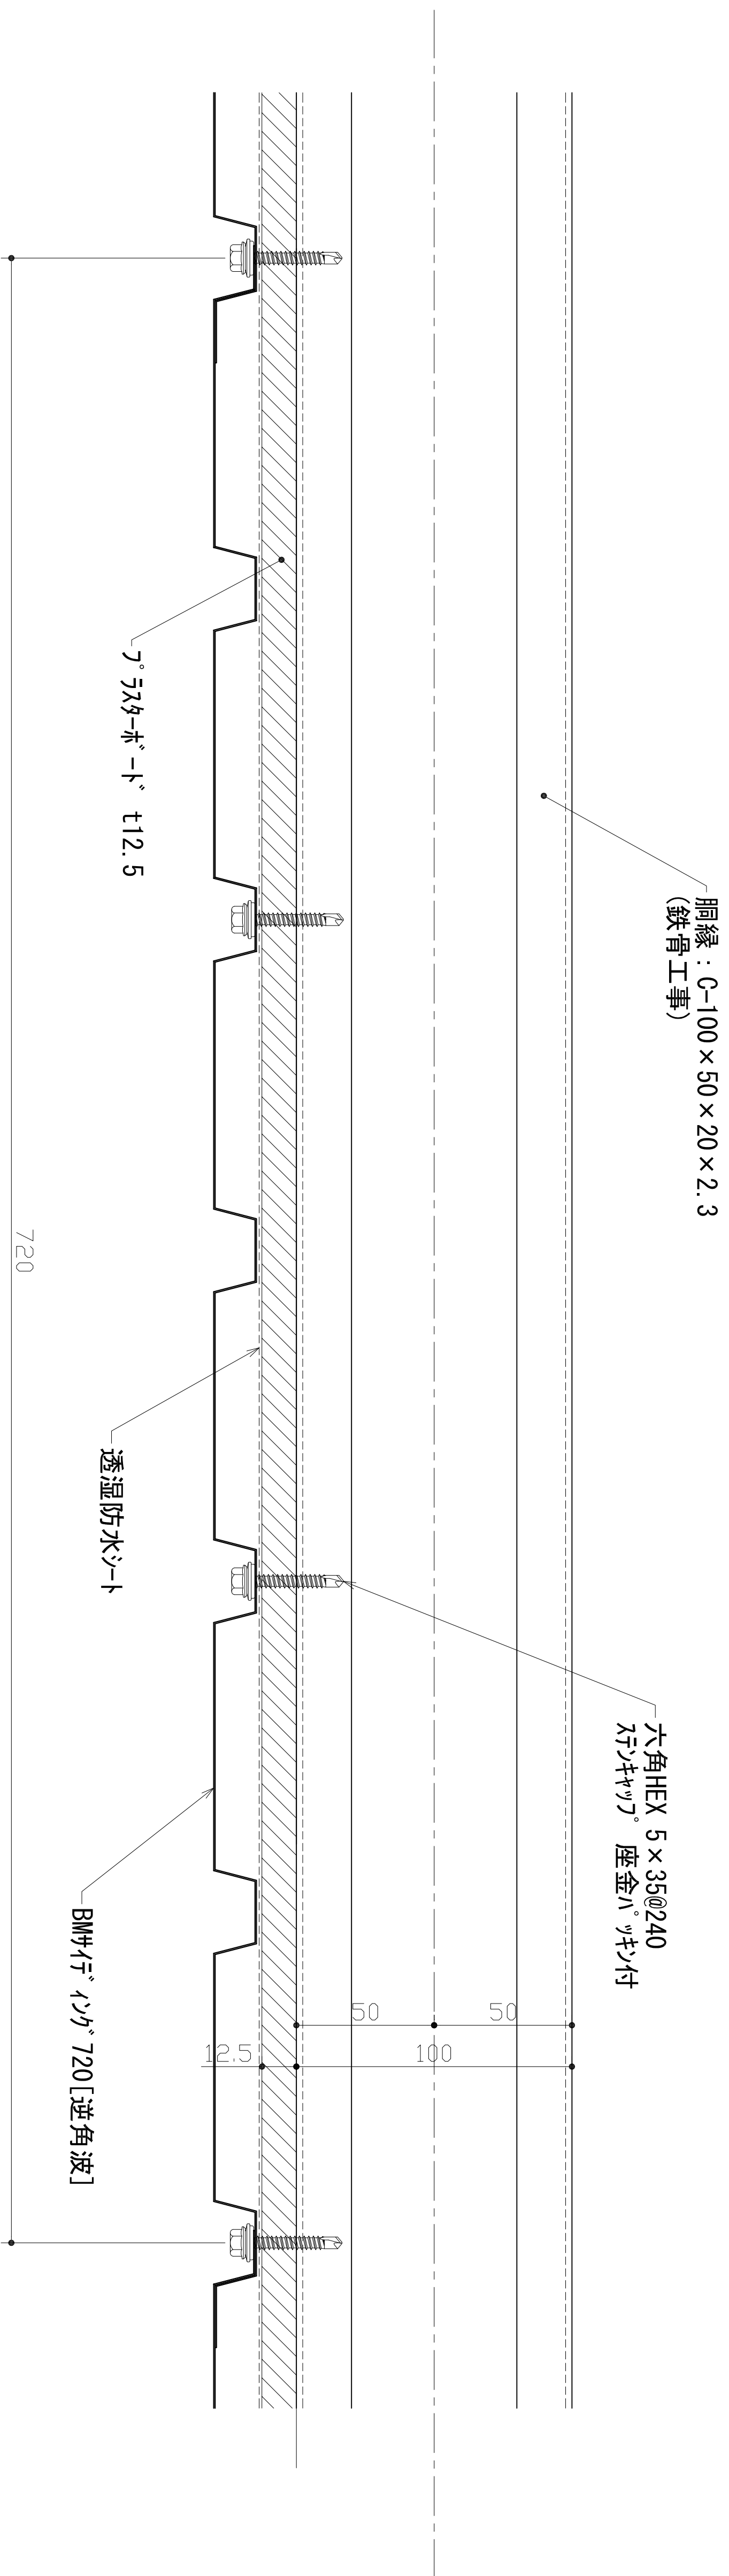 胴縁：C-100×50×20×2.3
(鉄骨工事)
六角HEX 5×35@240
ｽﾃﾝｷｬｯﾌﾟ 座金ﾊﾟｯｷﾝ付
50
50
12.5
100
ﾌﾟﾗｽﾀｰﾎﾞｰﾄﾞ t12.5
透湿防水ｼｰﾄ
BMｻｲﾃﾞｨﾝｸﾞ720[逆角波]
720